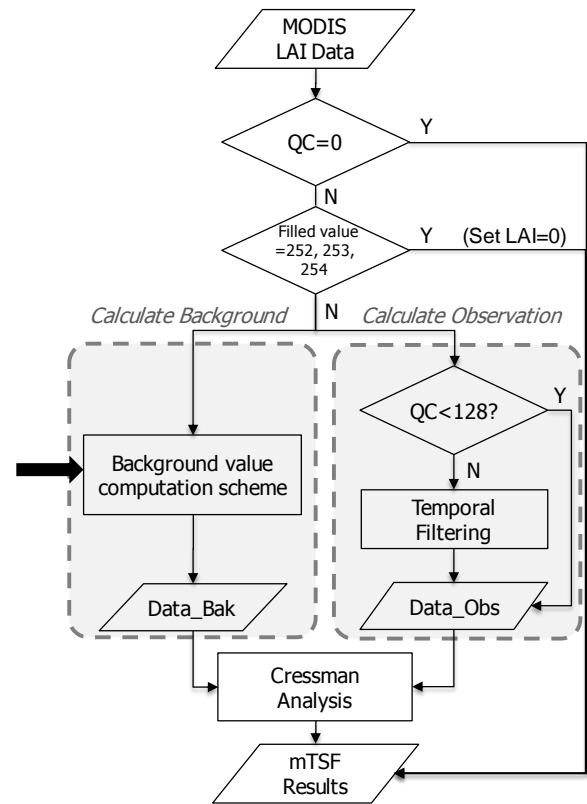 MODIS
LAI Data
QC=0
Y
N
Filled value
=252, 253,
254
Y
(Set LAI=0)
N
Calculate Background
Calculate Observation
QC<128?
Y
N
Background value
computation scheme
Temporal
Filtering
Data_Bak
Data_Obs
Cressman
Analysis
mTSF
Results